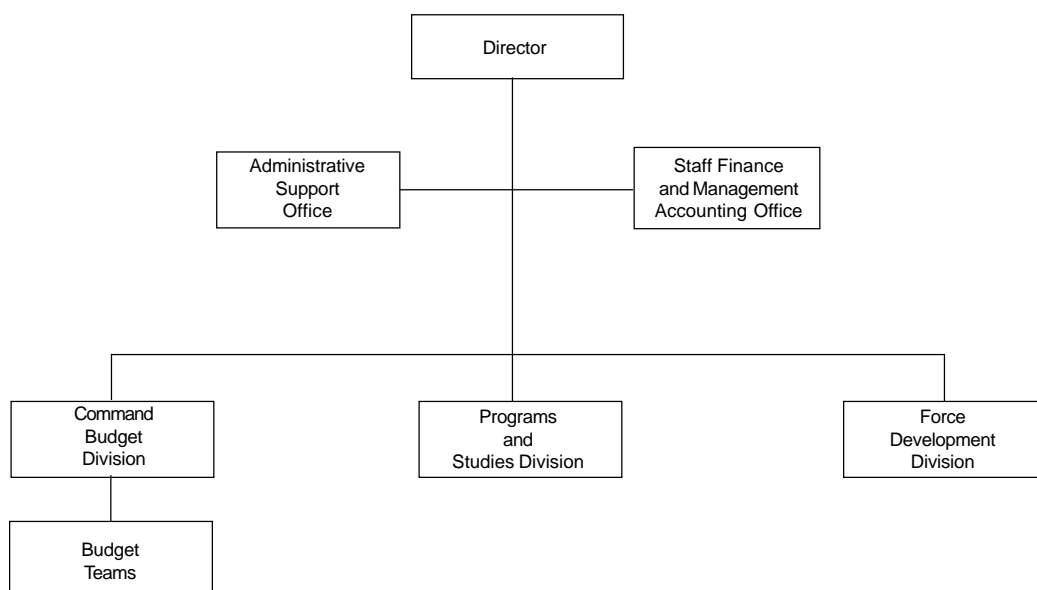 Director
Administrative
Support
Office
Staff Finance
and Management
Accounting Office
Command
Budget
Division
Programs
and
Studies Division
Force
Development
Division
Budget
Teams